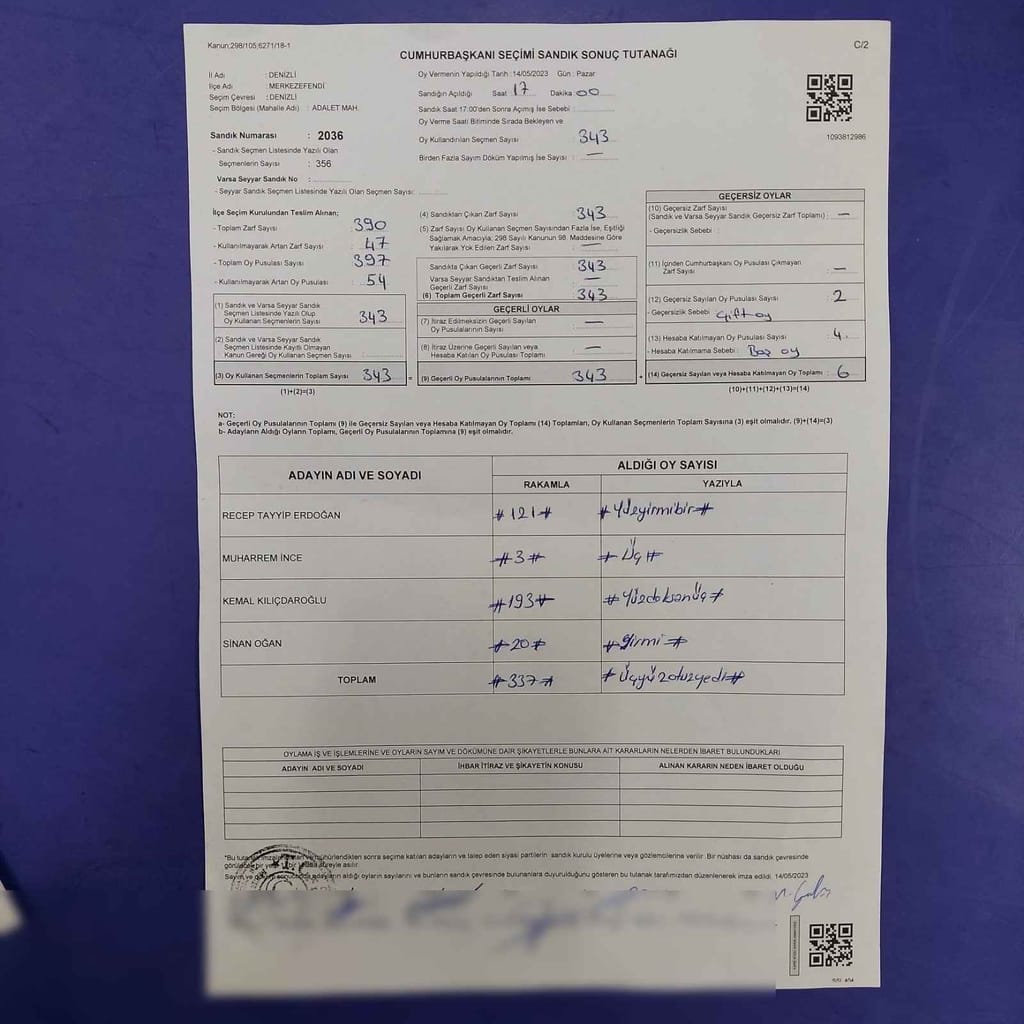 Kanun;298/105;6271/18-1
C/2
CUMHURBAŞKANI SEÇİMİ SANDIK SONUÇ TUTANAĞI
İl Adı : DENİZLİ
İlçe Adı : MERKEZEFENDİ
Seçim Çevresi : DENİZLİ
Seçim Bölgesi (Mahalle Adı) : ADALET MAH.
Oy Vermenin Yapıldığı Tarih :14/05/2023 Gün : Pazar
Sandığın Açıldığı Saat 17 Dakika 00
Sandık Saat 17:00'den Sonra Açılmış İse Sebebi :
Oy Verme Saati Bitiminde Sırada Bekleyen ve
Oy Kullandırılan Seçmen Sayısı 343
Birden Fazla Sayım Döküm Yapılmış İse Sayısı : —
1093812986
Sandık Numarası : 2036
- Sandık Seçmen Listesinde Yazılı Olan
Seçmenlerin Sayısı : 356
Varsa Seyyar Sandık No :
- Seyyar Sandık Seçmen Listesinde Yazılı Olan Seçmen Sayısı :
İlçe Seçim Kurulundan Teslim Alınan;
- Toplam Zarf Sayısı : 390
- Kullanılmayarak Artan Zarf Sayısı : 47
- Toplam Oy Pusulası Sayısı : 397
- Kullanılmayarak Artan Oy Pusulası : 54
(1) Sandık ve Varsa Seyyar Sandık
Seçmen Listesinde Yazılı Olup
Oy Kullanan Seçmenlerin Sayısı 343
(2) Sandık ve Varsa Seyyar Sandık
Seçmen Listesinde Kayıtlı Olmayan
Kanun Gereği Oy Kullanan Seçmen Sayısı :
(3) Oy Kullanan Seçmenlerin Toplam Sayısı 343 =
(1)+(2)=(3)
(4) Sandıktan Çıkan Zarf Sayısı 343
(5) Zarf Sayısı Oy Kullanan Seçmen Sayısından Fazla İse, Eşitliği
Sağlamak Amacıyla; 298 Sayılı Kanunun 98. Maddesine Göre
Yakılarak Yok Edilen Zarf Sayısı : —
Sandıkta Çıkan Geçerli Zarf Sayısı 343
Varsa Seyyar Sandıktan Teslim Alınan
Geçerli Zarf Sayısı —
(6) Toplam Geçerli Zarf Sayısı 343
GEÇERLİ OYLAR
(7) İtiraz Edilmeksizin Geçerli Sayılan
Oy Pusulalarının Sayısı —
(8) İtiraz Üzerine Geçerli Sayılan veya
Hesaba Katılan Oy Pusulası Toplamı —
(9) Geçerli Oy Pusulalarının Toplamı 343 +
GEÇERSİZ OYLAR
(10) Geçersiz Zarf Sayısı
(Sandık ve Varsa Seyyar Sandık Geçersiz Zarf Toplamı) : —
- Geçersizlik Sebebi :
(11) İçinden Cumhurbaşkanı Oy Pusulası Çıkmayan
Zarf Sayısı —
(12) Geçersiz Sayılan Oy Pusulası Sayısı : 2
- Geçersizlik Sebebi Çift oy
(13) Hesaba Katılmayan Oy Pusulası Sayısı : 4
- Hesaba Katılmama Sebebi : Boş oy
(14) Geçersiz Sayılan veya Hesaba Katılmayan Oy Toplamı : 6
(10)+(11)+(12)+(13)=(14)
NOT:
a- Geçerli Oy Pusulalarının Toplamı (9) ile Geçersiz Sayılan veya Hesaba Katılmayan Oy Toplamı (14) Toplamları, Oy Kullanan Seçmenlerin Toplam Sayısına (3) eşit olmalıdır. (9)+(14)=(3)
b- Adayların Aldığı Oyların Toplamı, Geçerli Oy Pusulalarının Toplamına (9) eşit olmalıdır.
ADAYIN ADI VE SOYADI
ALDIĞI OY SAYISI
RAKAMLA YAZIYLA
RECEP TAYYİP ERDOĞAN #121# #Yüzyirmibir#
MUHARREM İNCE #3# #Üç#
KEMAL KILIÇDAROĞLU #193# #Yüzdoksanüç#
SİNAN OĞAN #20# #Yirmi#
TOPLAM #337# #Üçyüzotuzyedi#
OYLAMA İŞ VE İŞLEMLERİNE VE OYLARIN SAYIM VE DÖKÜMÜNE DAİR ŞİKAYETLERLE BUNLARA AİT KARARLARIN NELERDEN İBARET BULUNDUKLARI
ADAYIN ADI VE SOYADI İHBAR İTİRAZ VE ŞİKAYETİN KONUSU ALINAN KARARIN NEDEN İBARET OLDUĞU
sonra seçime katılan adayların ve talep eden siyasi partilerin sandık kurulu üyelerine veya gözlemcilerine verilir. Bir nüshası da sandık çevresinde
aldığı oyların sayılarını ve bunların sandık çevresinde bulunanlara duyurulduğunu gösteren bu tutanak tarafımızdan düzenlenerek imza edildi. 14/05/2023